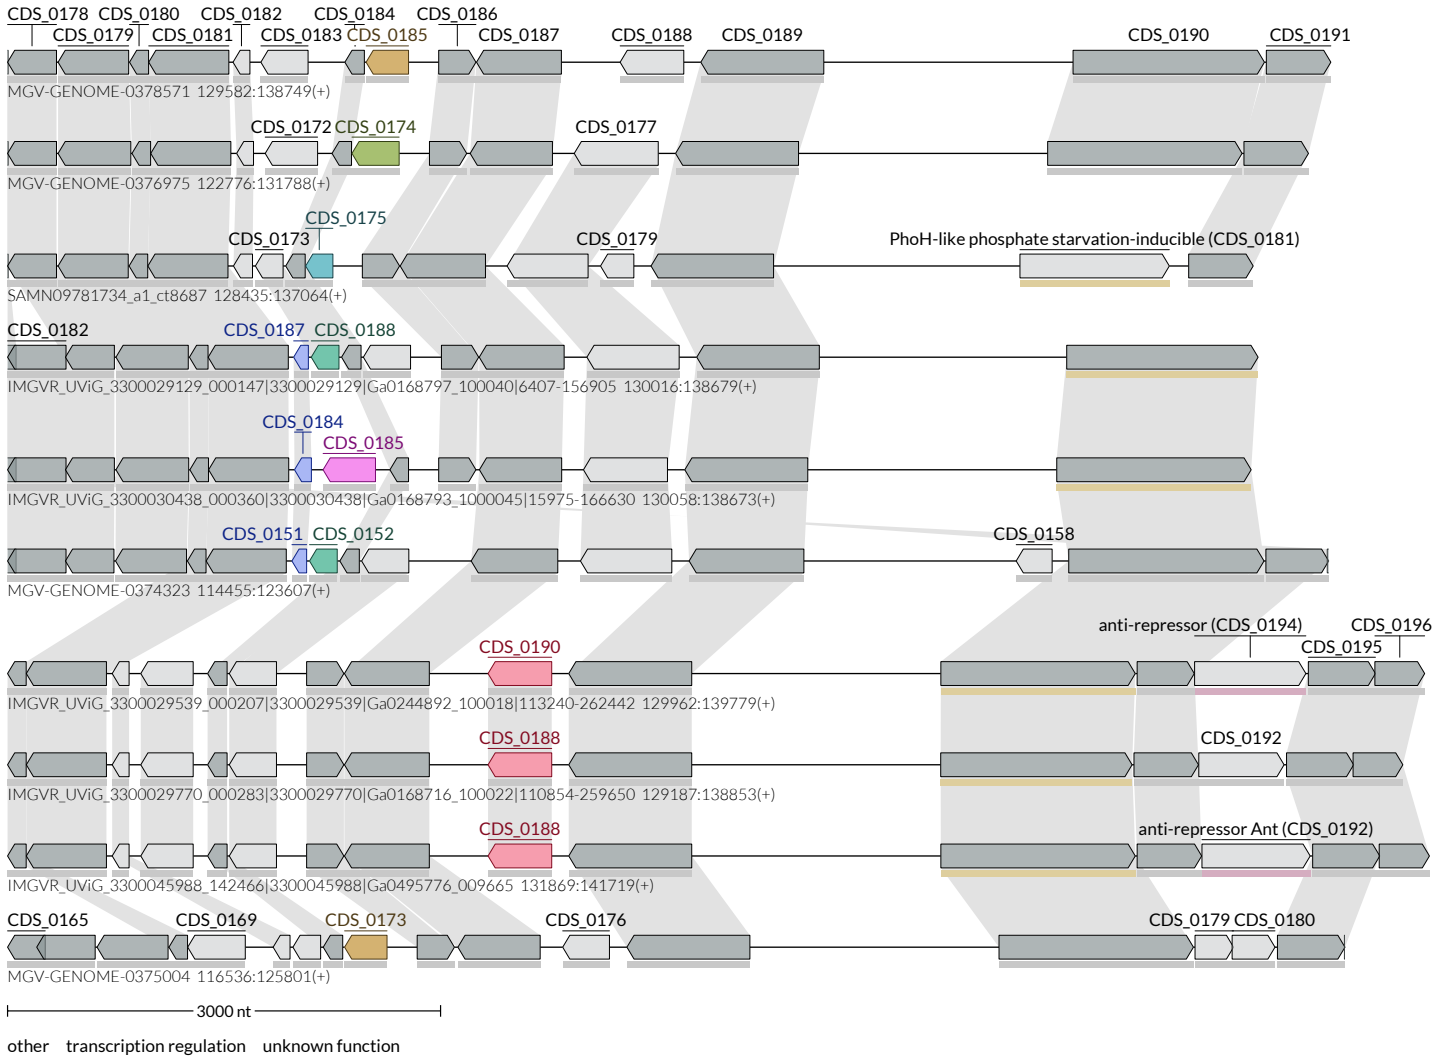 CDS_0178 CDS_0180 CDS_0182 CDS_0184 CDS_0186
CDS_0179 CDS_0181 CDS_0183 CDS_0185 CDS_0187 CDS_0188 CDS_0189 CDS_0190 CDS_0191
MGV-GENOME-0378571 129582:138749(+)
CDS_0172 CDS_0174 CDS_0177
MGV-GENOME-0376975 122776:131788(+)
CDS_0175
CDS_0173 CDS_0179 PhoH-like phosphate starvation-inducible (CDS_0181)
SAMN09781734_a1_ct8687 128435:137064(+)
CDS_0182 CDS_0187 CDS_0188
IMGVR_UViG_3300029129_000147|3300029129|Ga0168797_100040|6407-156905 130016:138679(+)
CDS_0184
CDS_0185
IMGVR_UViG_3300030438_000360|3300030438|Ga0168793_1000045|15975-166630 130058:138673(+)
CDS_0151 CDS_0152 CDS_0158
MGV-GENOME-0374323 114455:123607(+)
anti-repressor (CDS_0194) CDS_0196
CDS_0190 CDS_0195
IMGVR_UViG_3300029539_000207|3300029539|Ga0244892_100018|113240-262442 129962:139779(+)
CDS_0188 CDS_0192
IMGVR_UViG_3300029770_000283|3300029770|Ga0168716_100022|110854-259650 129187:138853(+)
CDS_0188 anti-repressor Ant (CDS_0192)
IMGVR_UViG_3300045988_142466|3300045988|Ga0495776_009665 131869:141719(+)
CDS_0165 CDS_0169 CDS_0173 CDS_0176 CDS_0179 CDS_0180
MGV-GENOME-0375004 116536:125801(+)
3000 nt
other transcription regulation unknown function